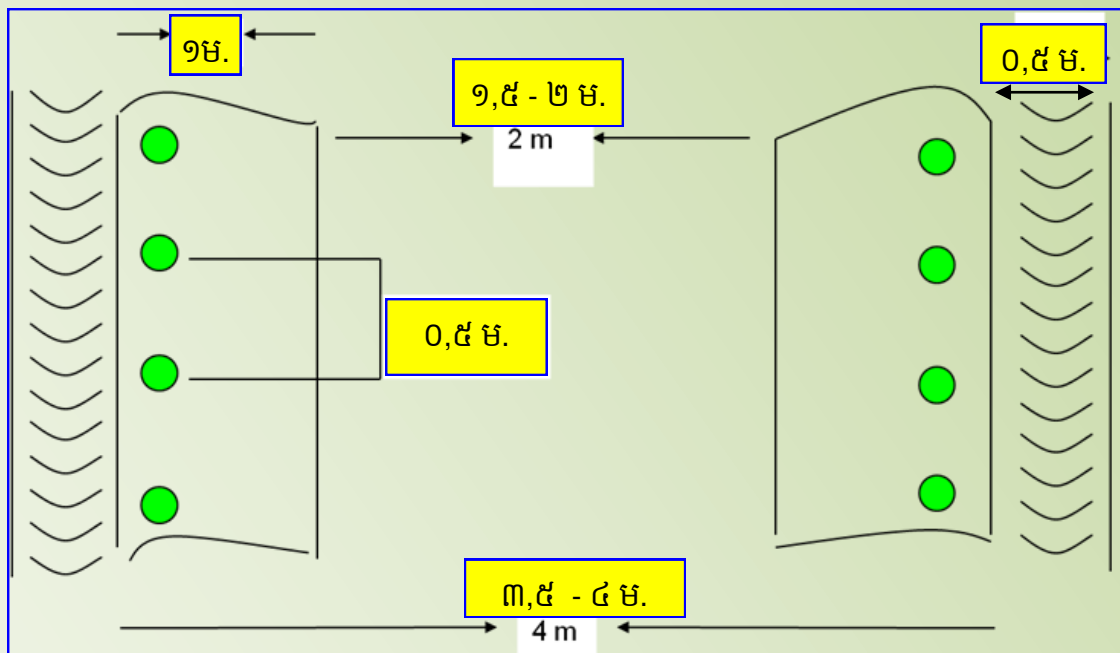 ១ម.
០,៥ ម.
១,៥ - ២ ម.
2 m
០,៥ ម.
៣,៥ - ៤ ម.
4 m